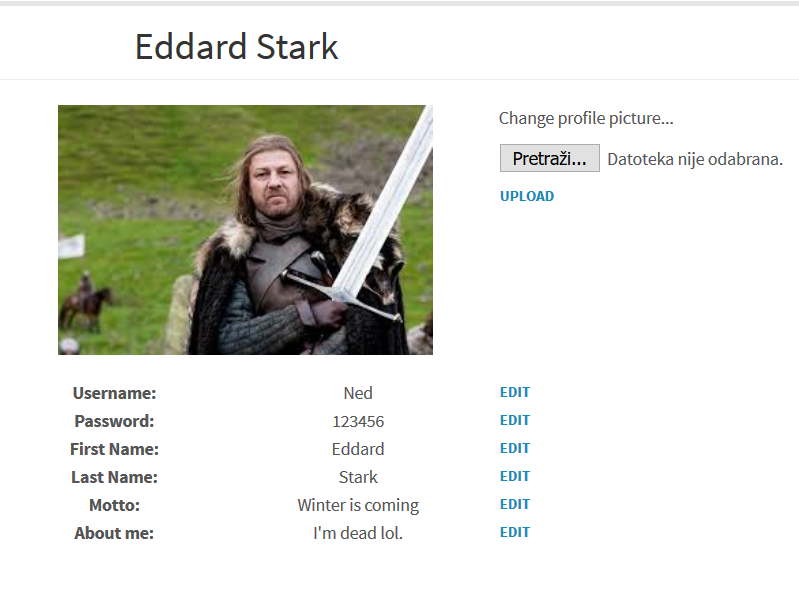 Eddard Stark
Change profile picture...
Pretraži... Datoteka nije odabrana.
UPLOAD
Username: Ned EDIT
Password: 123456 EDIT
First Name: Eddard EDIT
Last Name: Stark EDIT
Motto: Winter is coming EDIT
About me: I'm dead lol. EDIT